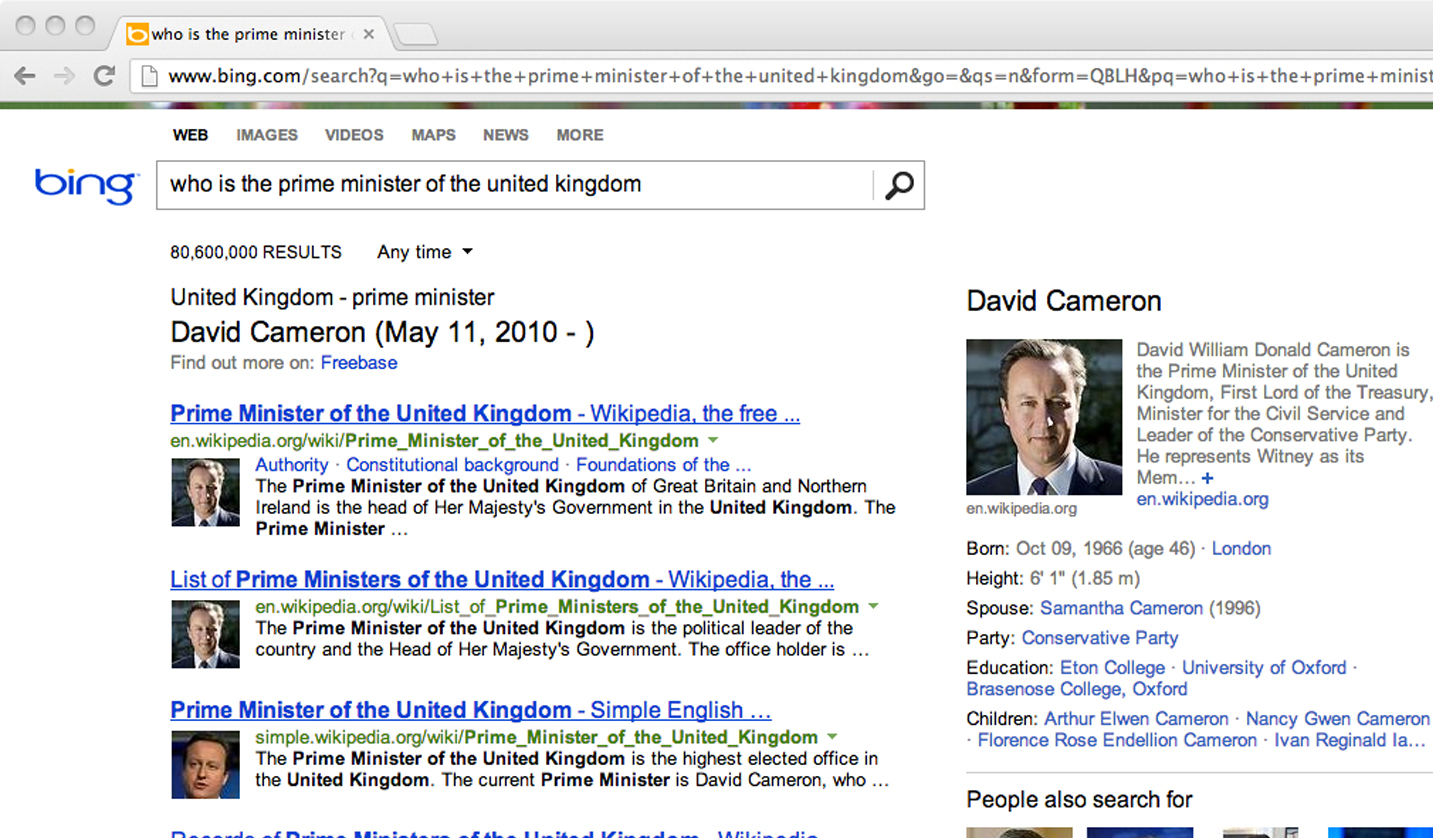 who is the prime minister
www.bing.com/search?q=who+is+the+prime+minister+of+the+united+kingdom&go=&qs=n&form=QBLH&pq=who+is+the+prime+minist
WEB IMAGES VIDEOS MAPS NEWS MORE
bing
who is the prime minister of the united kingdom
80,600,000 RESULTS Any time
United Kingdom - prime minister
David Cameron (May 11, 2010 - )
Find out more on: Freebase
Prime Minister of the United Kingdom - Wikipedia, the free ...
en.wikipedia.org/wiki/Prime_Minister_of_the_United_Kingdom
Authority · Constitutional background · Foundations of the ...
The Prime Minister of the United Kingdom of Great Britain and Northern
Ireland is the head of Her Majesty's Government in the United Kingdom. The
Prime Minister ...
List of Prime Ministers of the United Kingdom - Wikipedia, the ...
en.wikipedia.org/wiki/List_of_Prime_Ministers_of_the_United_Kingdom
The Prime Minister of the United Kingdom is the political leader of the
country and the Head of Her Majesty's Government. The office holder is ...
Prime Minister of the United Kingdom - Simple English ...
simple.wikipedia.org/wiki/Prime_Minister_of_the_United_Kingdom
The Prime Minister of the United Kingdom is the highest elected office in
the United Kingdom. The current Prime Minister is David Cameron, who ...
Records of Prime Ministers of the United Kingdom - Wikipedia
David Cameron
David William Donald Cameron is
the Prime Minister of the United
Kingdom, First Lord of the Treasury,
Minister for the Civil Service and
Leader of the Conservative Party.
He represents Witney as its
Mem... +
en.wikipedia.org
en.wikipedia.org
Born: Oct 09, 1966 (age 46) · London
Height: 6' 1" (1.85 m)
Spouse: Samantha Cameron (1996)
Party: Conservative Party
Education: Eton College · University of Oxford ·
Brasenose College, Oxford
Children: Arthur Elwen Cameron · Nancy Gwen Cameron
· Florence Rose Endellion Cameron · Ivan Reginald Ia...
People also search for